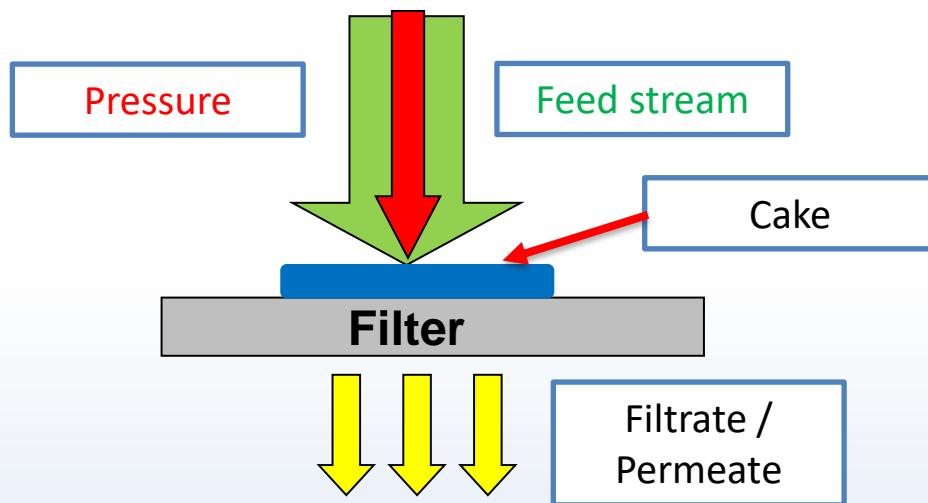 Pressure
Feed stream
Cake
Filter
Filtrate /
Permeate